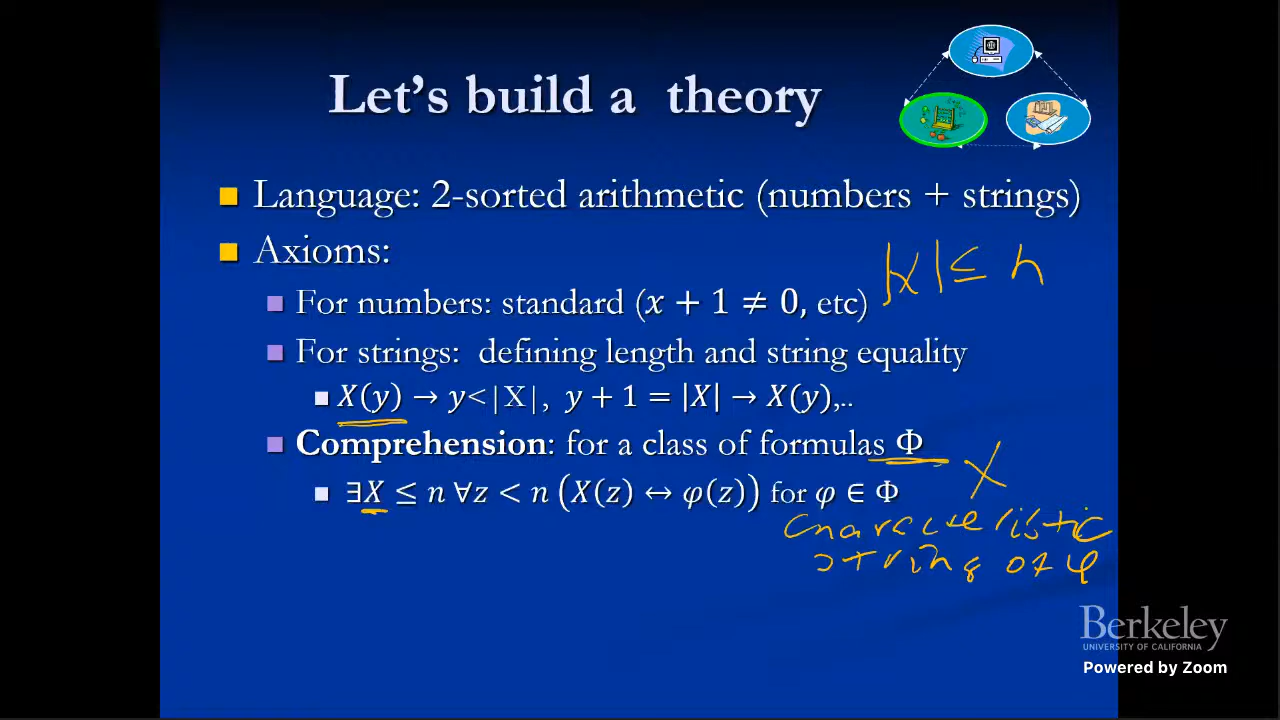 Let's build a theory
Language: 2-sorted arithmetic (numbers + strings)
Axioms:
|X| ≤ n
For numbers: standard (x + 1 ≠ 0, etc)
For strings: defining length and string equality
X(y) → y<|X|, y + 1 = |X| → X(y),..
Comprehension: for a class of formulas Φ
X
∃X ≤ n ∀z < n (X(z) ↔ φ(z)) for φ ∈ Φ
characteristic
string of φ
Berkeley
UNIVERSITY OF CALIFORNIA
Powered by Zoom